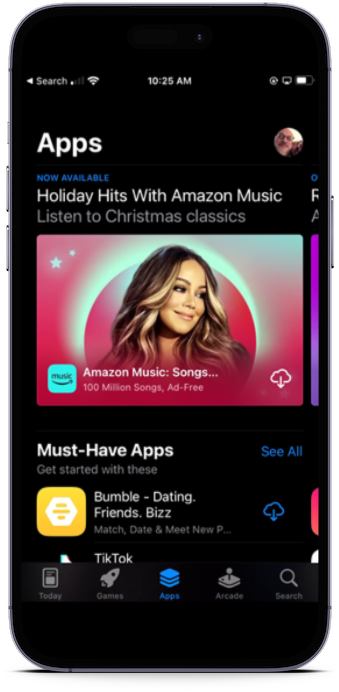 ◀ Search
10:25 AM
Apps
NOW AVAILABLE
Holiday Hits With Amazon Music
Listen to Christmas classics
music
Amazon Music: Songs...
100 Million Songs, Ad-Free
Must-Have Apps
See All
Get started with these
Bumble - Dating.
Friends. Bizz
Match, Date & Meet New P...
TikTok
Today
Games
Apps
Arcade
Search